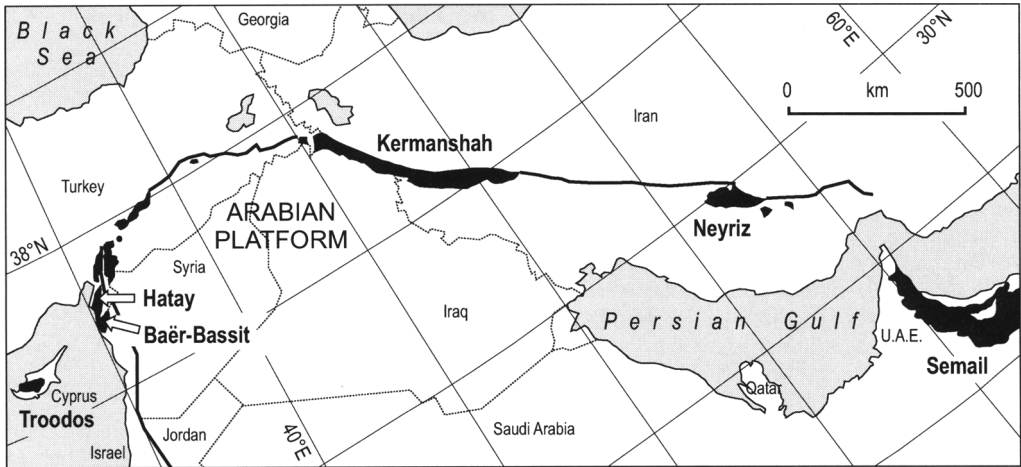 Black
Sea
Georgia
60°E
30°N
0 km 500
Iran
Kermanshah
Turkey
ARABIAN
PLATFORM
Neyriz
38°N
Syria
Hatay
Iraq
Persian Gulf
Baër-Bassit
U.A.E.
Semail
Cyprus
Qatar
Troodos
Jordan
40°E
Saudi Arabia
Israel